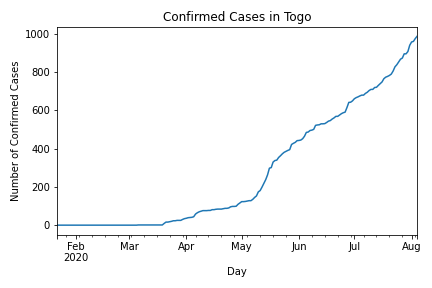 Confirmed Cases in Togo
Number of Confirmed Cases
1000
800
600
400
200
0
Feb Mar Apr May Jun Jul Aug
2020
Day